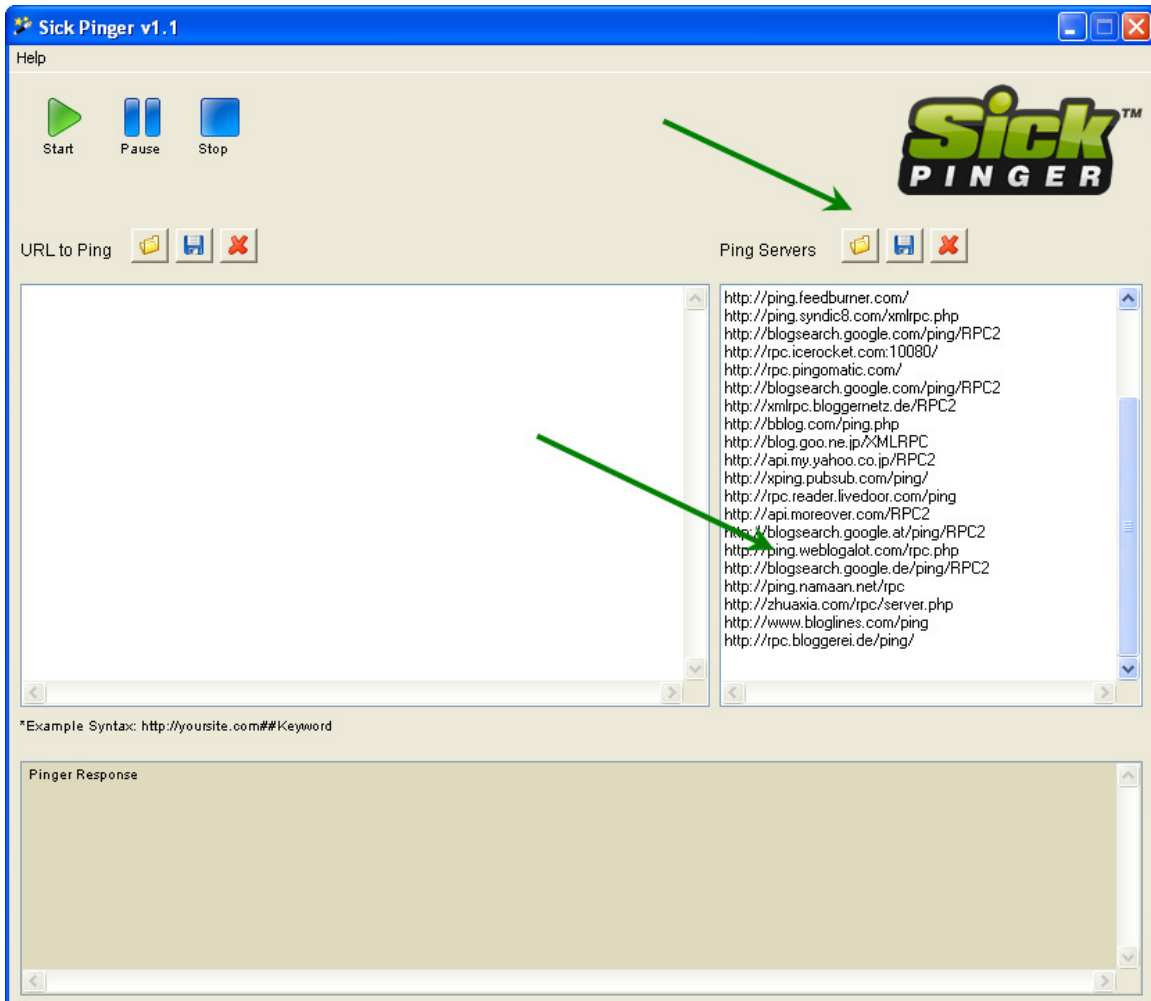 Sick Pinger v1.1
Help
Start Pause Stop
Sick™
PINGER
URL to Ping
Ping Servers
http://ping.feedburner.com/
http://ping.syndic8.com/xmlrpc.php
http://blogsearch.google.com/ping/RPC2
http://rpc.icerocket.com:10080/
http://rpc.pingomatic.com/
http://blogsearch.google.com/ping/RPC2
http://xmlrpc.bloggernetz.de/RPC2
http://bblog.com/ping.php
http://blog.goo.ne.jp/XMLRPC
http://api.my.yahoo.co.jp/RPC2
http://xping.pubsub.com/ping/
http://rpc.reader.livedoor.com/ping
http://api.moreover.com/RPC2
http://blogsearch.google.at/ping/RPC2
http://ping.weblogalot.com/rpc.php
http://blogsearch.google.de/ping/RPC2
http://ping.namaan.net/rpc
http://zhuaxia.com/rpc/server.php
http://www.bloglines.com/ping
http://rpc.bloggerei.de/ping/
*Example Syntax: http://yoursite.com##Keyword
Pinger Response